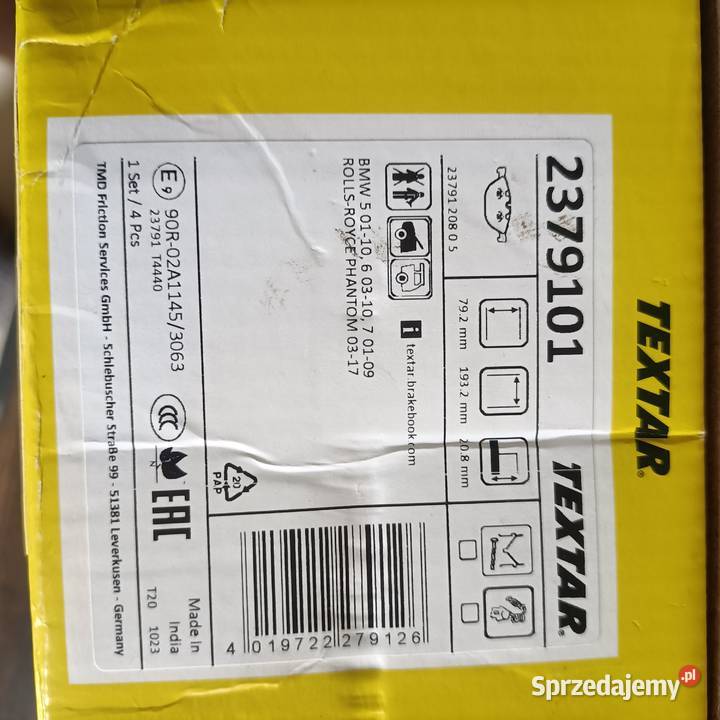 TEXTAR®
2379101
TEXTAR®
23791 208 0 5
79.2 mm
193.2 mm
20.8 mm
i textar.brakebook.com
BMW 5 01-10, 6 03-10, 7 01-09
ROLLS-ROYCE PHANTOM 03-17
20
PAP
4 019722 279126
E9 90R-02A1145/3063
23791 T4440
1 Set / 4 Pcs
CCC
N
EAC
Made in
India
T20 1023
TMD Friction Services GmbH - Schlebuscher Straße 99 - 51381 Leverkusen - Germany
Sprzedajemy.pl